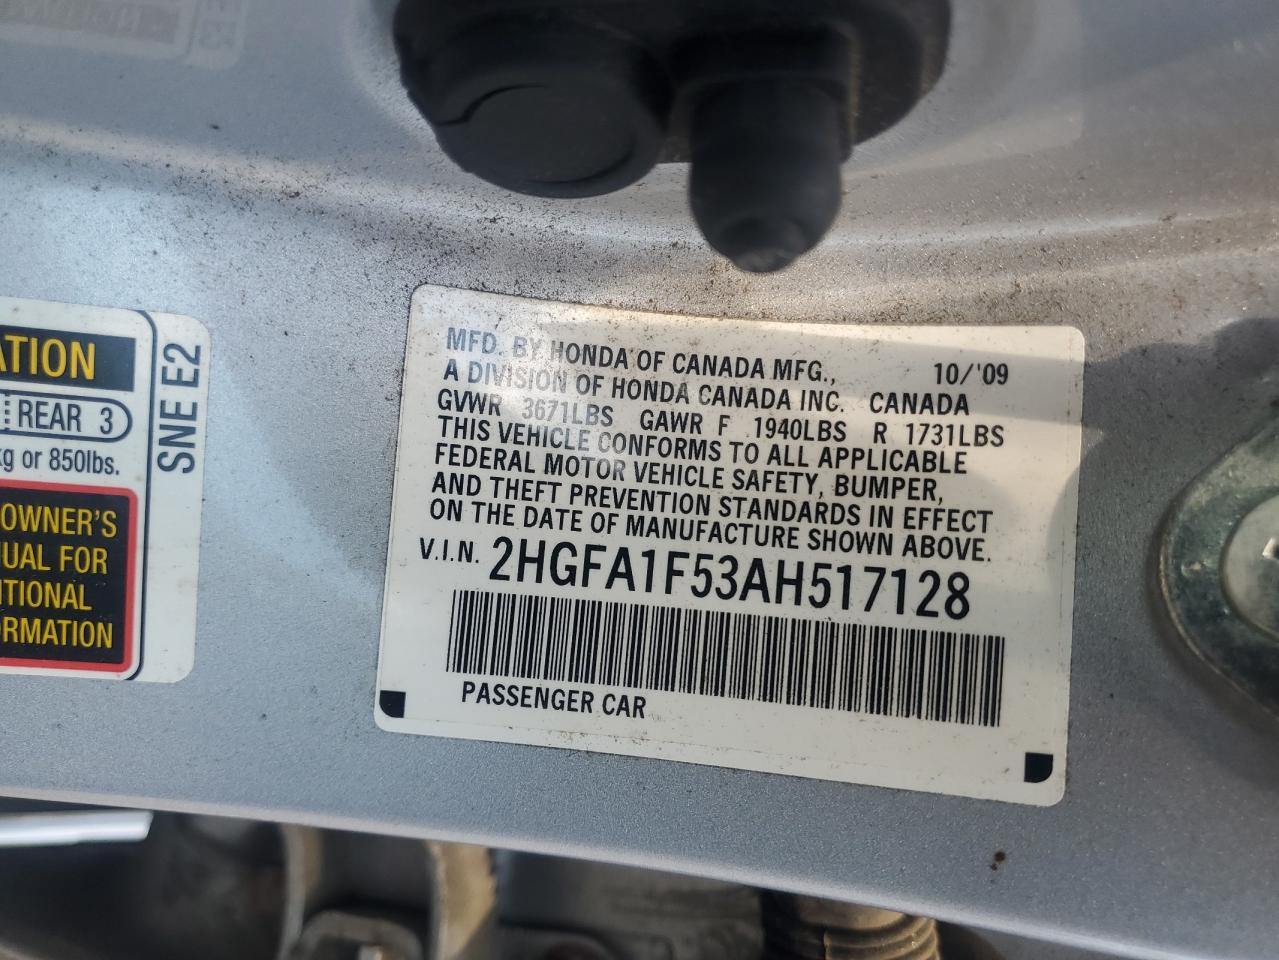 ATION
REAR 3
kg or 850lbs.
OWNER'S
UAL FOR
ITIONAL
ORMATION
SNE E2
MFD. BY HONDA OF CANADA MFG., 10/'09
A DIVISION OF HONDA CANADA INC. CANADA
GVWR 3671LBS GAWR F 1940LBS R 1731LBS
THIS VEHICLE CONFORMS TO ALL APPLICABLE
FEDERAL MOTOR VEHICLE SAFETY, BUMPER,
AND THEFT PREVENTION STANDARDS IN EFFECT
ON THE DATE OF MANUFACTURE SHOWN ABOVE.
V.I.N. 2HGFA1F53AH517128
PASSENGER CAR